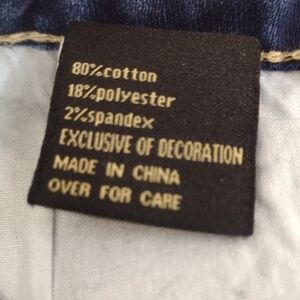 80%cotton
18%polyester
2%spandex
EXCLUSIVE OF DECORATION
MADE IN CHINA
OVER FOR CARE